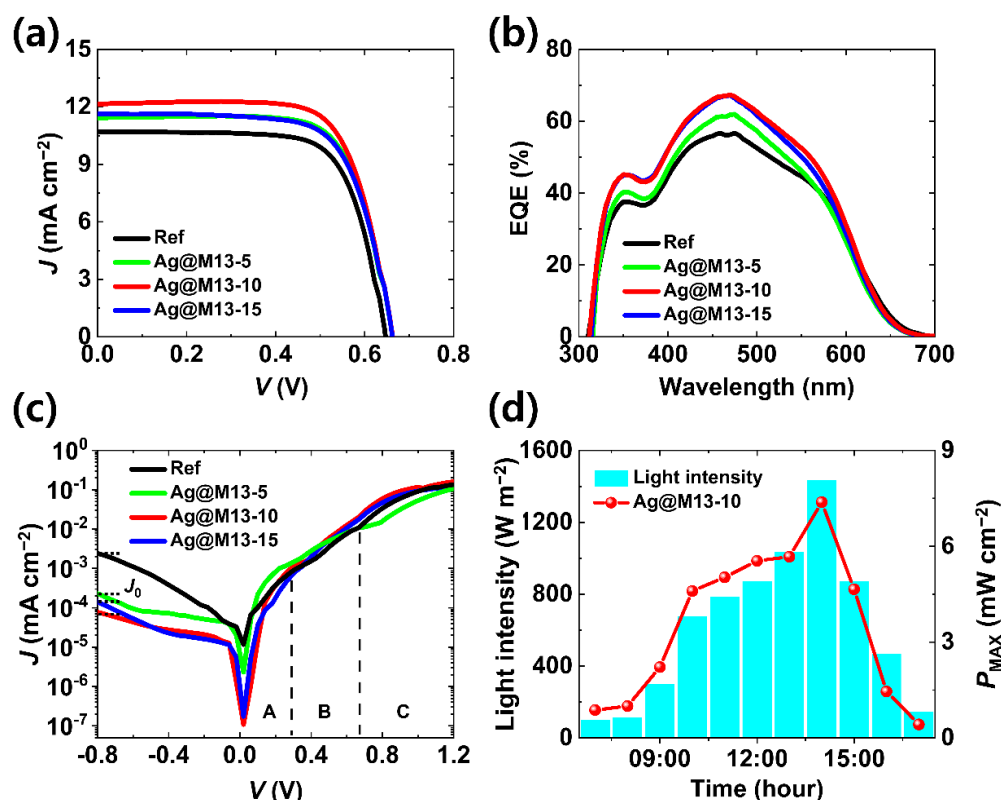 (a)
15
12
9
6
3
0
0.0 0.2 0.4 0.6 0.8
J (mA cm⁻²)
V (V)
Ref
Ag@M13-5
Ag@M13-10
Ag@M13-15
(b)
80
60
40
20
0
300 400 500 600 700
EQE (%)
Wavelength (nm)
Ref
Ag@M13-5
Ag@M13-10
Ag@M13-15
(c)
10⁰
10⁻¹
10⁻²
10⁻³
10⁻⁴
10⁻⁵
10⁻⁶
10⁻⁷
-0.8 -0.4 0.0 0.4 0.8 1.2
J (mA cm⁻²)
V (V)
Ref
Ag@M13-5
Ag@M13-10
Ag@M13-15
J₀
A B C
(d)
1600
1200
800
400
0
09:00 12:00 15:00
Light intensity (W m⁻²)
Time (hour)
Light intensity
Ag@M13-10
9
6
3
0
P_MAX (mW cm⁻²)